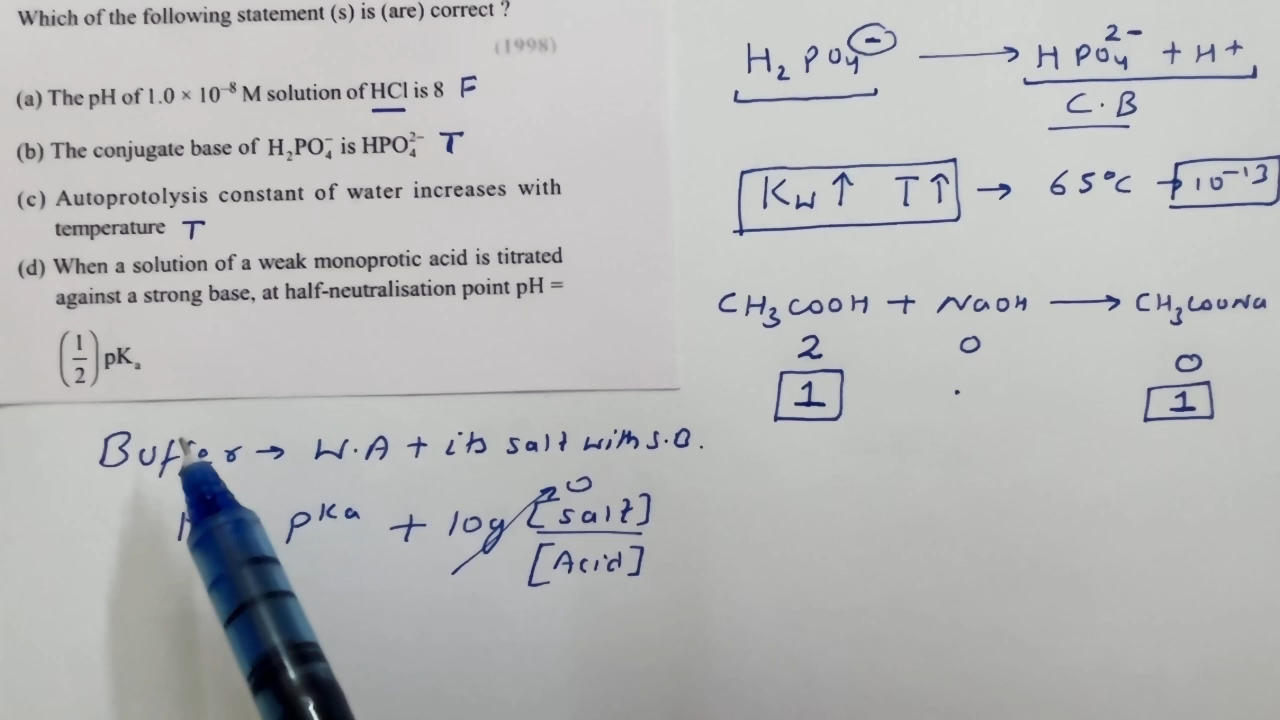 Which of the following statement (s) is (are) correct ?
(1998)
(a) The pH of 1.0 × 10⁻⁸ M solution of HCl is 8 F
(b) The conjugate base of H₂PO₄⁻ is HPO₄²⁻ T
(c) Autoprotolysis constant of water increases with
temperature T
(d) When a solution of a weak monoprotic acid is titrated
against a strong base, at half-neutralisation point pH =
(1/2) pKₐ
H₂PO₄⁻ ⟶ HPO₄²⁻ + H+
C.B
Kw ↑ T ↑ → 65°C → 10⁻¹³
CH₃COOH + NaOH ⟶ CH₃COONa
2 0 0
1 . 1
Buffer → W.A + its salt with S.B.
pKa + log [salt] 0
[Acid]